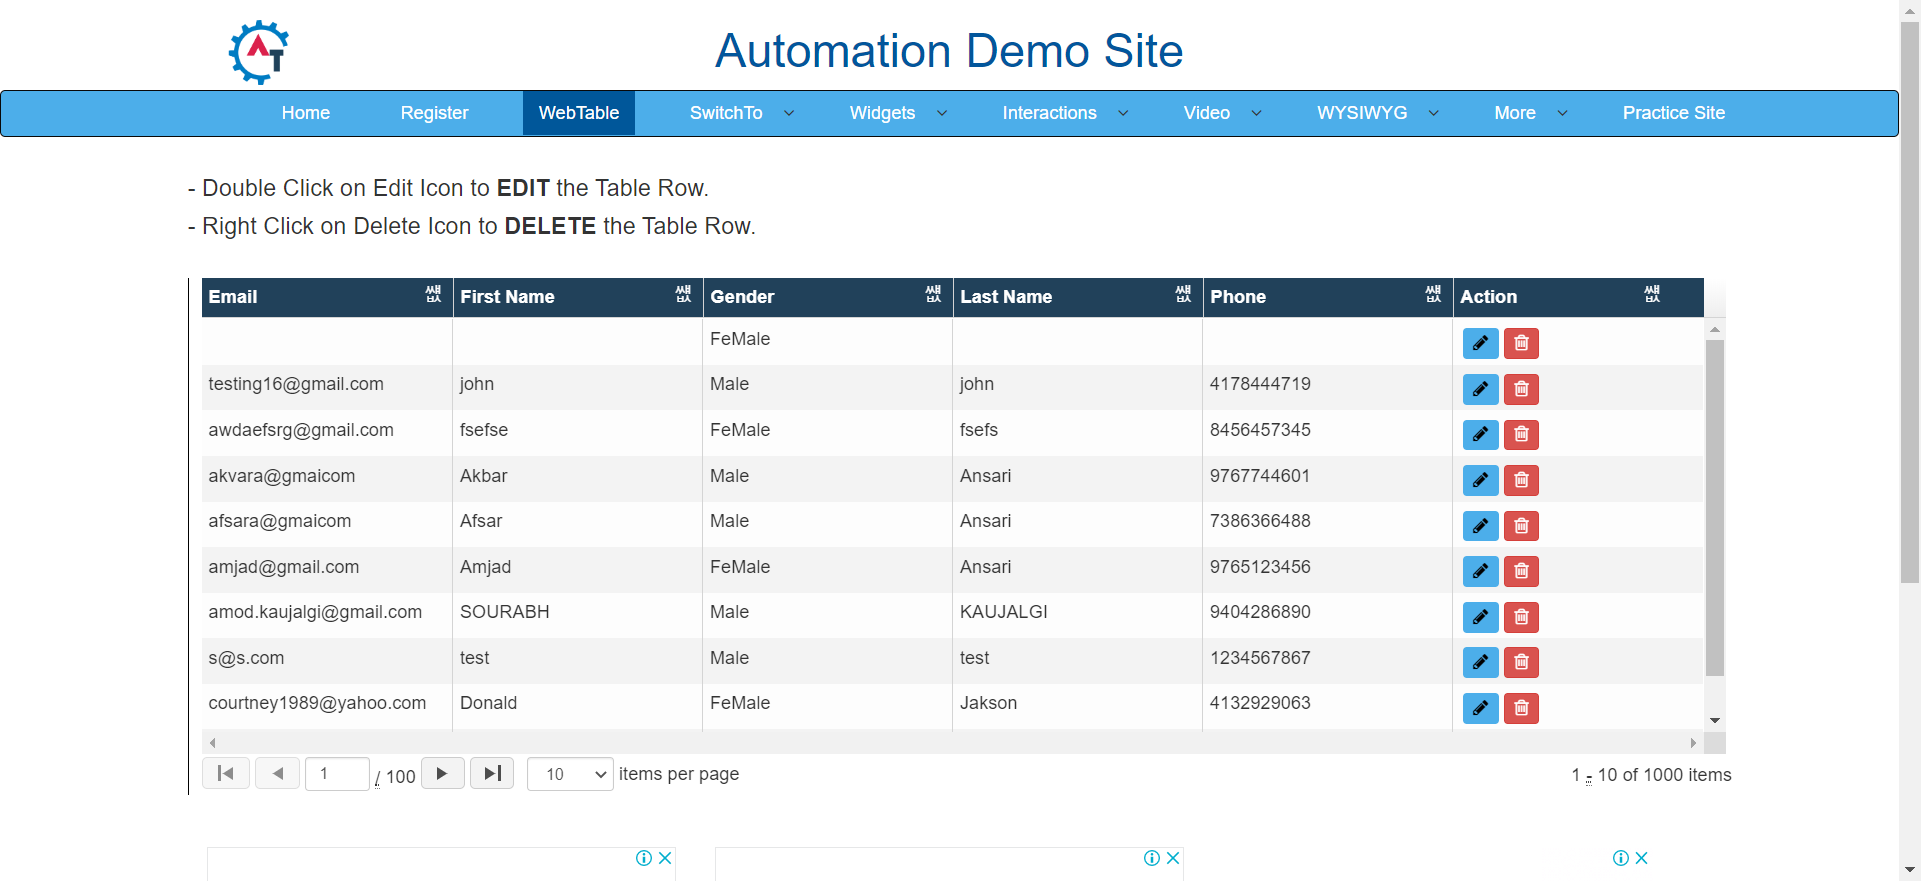 AT
Automation Demo Site
Home Register WebTable SwitchTo Widgets Interactions Video WYSIWYG More Practice Site
- Double Click on Edit Icon to EDIT the Table Row.
- Right Click on Delete Icon to DELETE the Table Row.
Email First Name Gender Last Name Phone Action
FeMale
testing16@gmail.com john Male john 4178444719
awdaefsrg@gmail.com fsefse FeMale fsefs 8456457345
akvara@gmaicom Akbar Male Ansari 9767744601
afsara@gmaicom Afsar Male Ansari 7386366488
amjad@gmail.com Amjad FeMale Ansari 9765123456
amod.kaujalgi@gmail.com SOURABH Male KAUJALGI 9404286890
s@s.com test Male test 1234567867
courtney1989@yahoo.com Donald FeMale Jakson 4132929063
1 / 100 10 items per page 1 - 10 of 1000 items